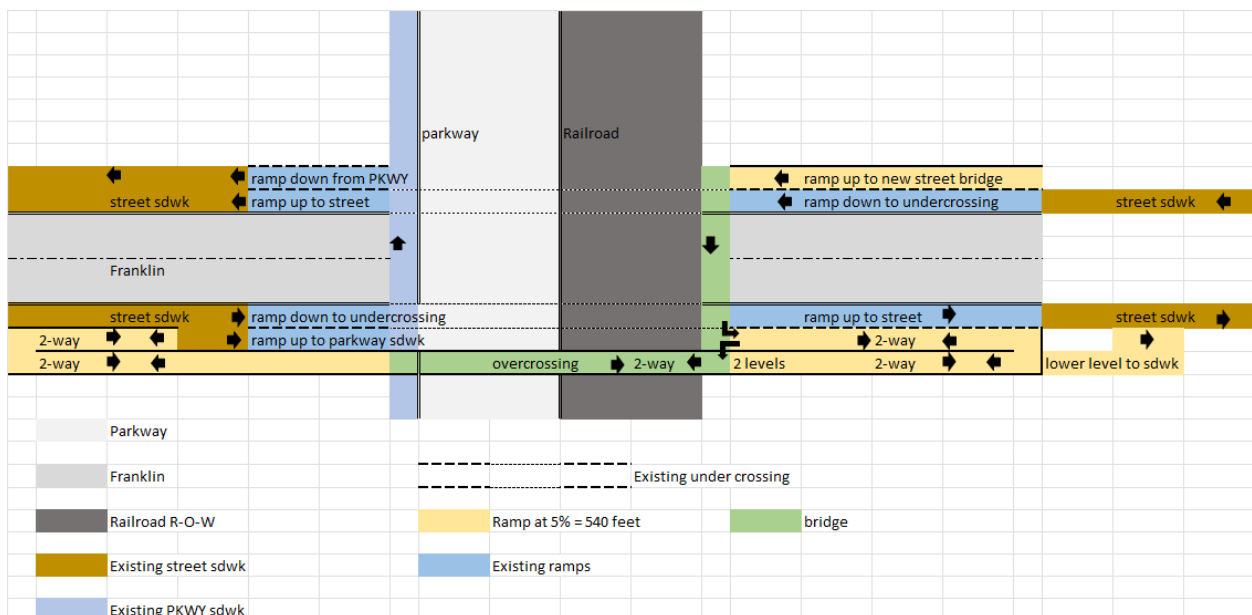 parkway
Railroad
ramp down from PKWY
ramp up to new street bridge
street sdwk
ramp up to street
ramp down to undercrossing
street sdwk
Franklin
street sdwk
ramp down to undercrossing
ramp up to street
street sdwk
2-way
ramp up to parkway sdwk
2-way
2-way
overcrossing
2-way
2 levels
2-way
lower level to sdwk
Parkway
Franklin
Existing under crossing
Railroad R-O-W
Ramp at 5% = 540 feet
bridge
Existing street sdwk
Existing ramps
Existing PKWY sdwk